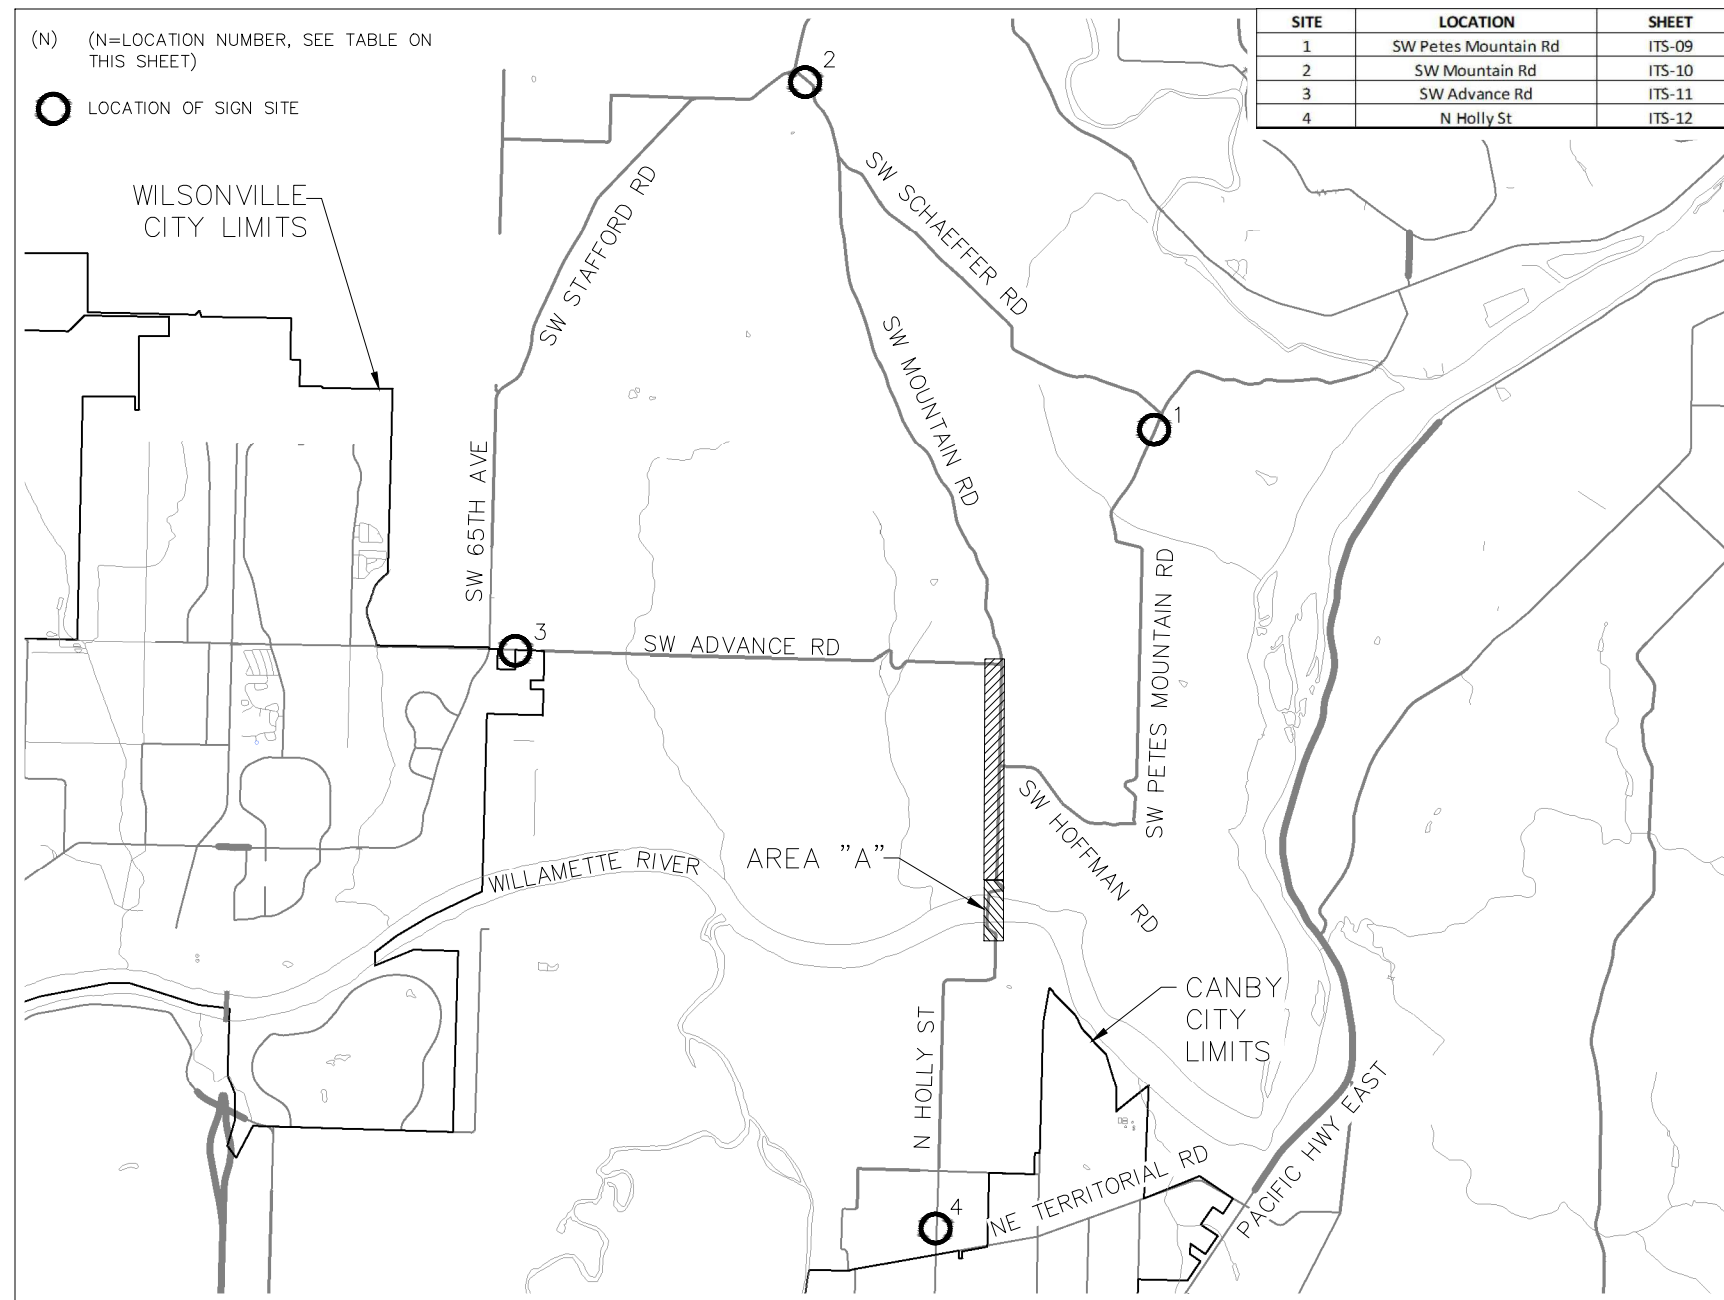 (N) (N=LOCATION NUMBER, SEE TABLE ON
THIS SHEET)
LOCATION OF SIGN SITE
SITE LOCATION SHEET
1 SW Petes Mountain Rd ITS-09
2 SW Mountain Rd ITS-10
3 SW Advance Rd ITS-11
4 N Holly St ITS-12
2
WILSONVILLE
CITY LIMITS
SW STAFFORD RD
SW SCHAEFFER RD
SW MOUNTAIN RD
1
SW 65TH AVE
3
SW ADVANCE RD
SW PETES MOUNTAIN RD
SW HOFFMAN RD
AREA "A"
WILLAMETTE RIVER
CANBY
CITY
LIMITS
N HOLLY ST
4
NE TERRITORIAL RD
PACIFIC HWY EAST